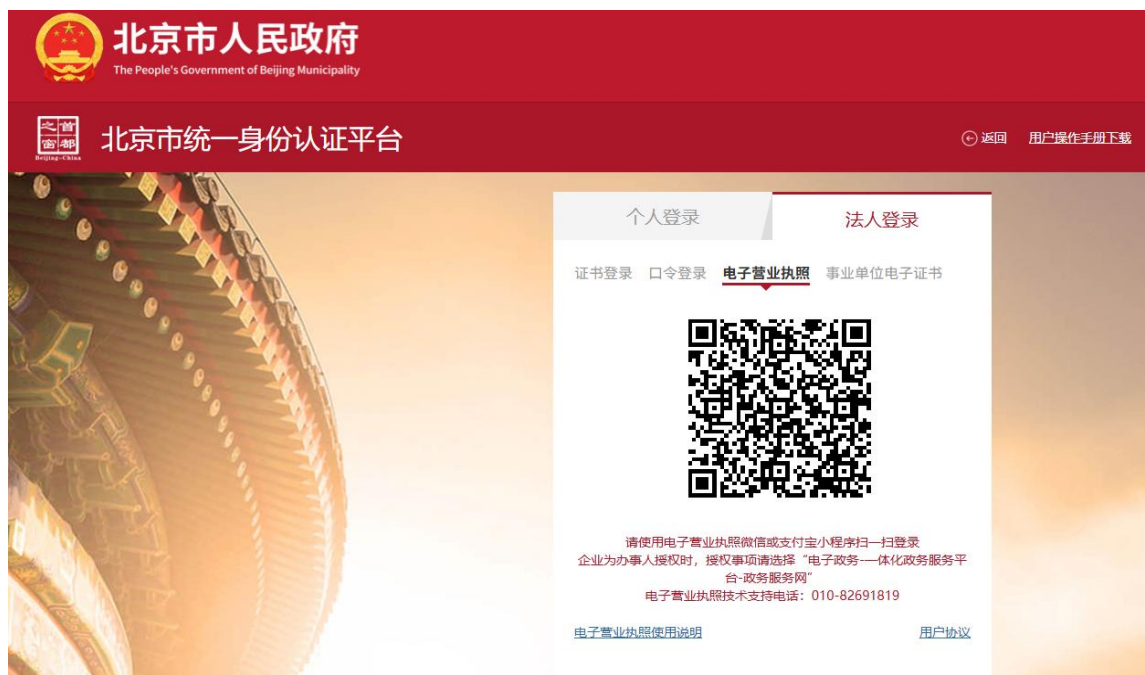 北京市人民政府
The People's Government of Beijing Municipality
首都之窗
Beijing-China
北京市统一身份认证平台
返回 用户操作手册下载
个人登录 法人登录
证书登录 口令登录 电子营业执照 事业单位电子证书
请使用电子营业执照微信或支付宝小程序扫一扫登录
企业为办事人授权时，授权事项请选择“电子政务-一体化政务服务平
台-政务服务网”
电子营业执照技术支持电话：010-82691819
电子营业执照使用说明 用户协议